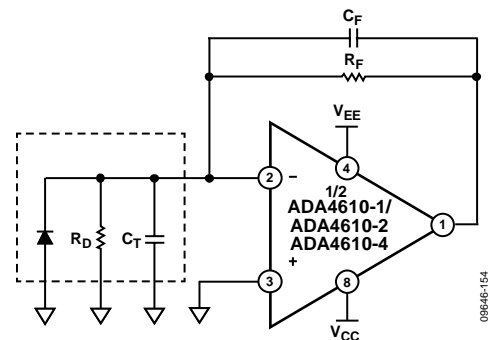 CF
RF
VEE
4
2
−
1/2
ADA4610-1/
ADA4610-2
ADA4610-4
1
RD
CT
+
3
8
VCC
09646-154